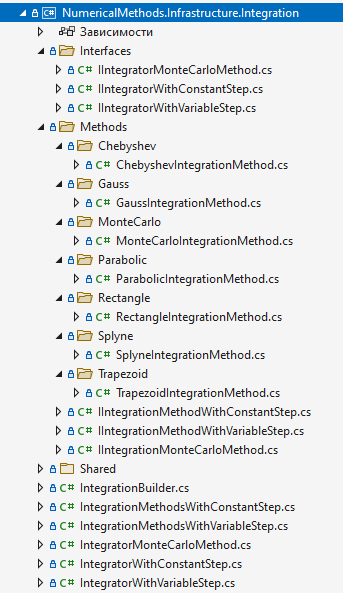 C# NumericalMethods.Infrastructure.Integration
Зависимости
Interfaces
C# IIntegratorMonteCarloMethod.cs
C# IIntegratorWithConstantStep.cs
C# IIntegratorWithVariableStep.cs
Methods
Chebyshev
C# ChebyshevIntegrationMethod.cs
Gauss
C# GaussIntegrationMethod.cs
MonteCarlo
C# MonteCarloIntegrationMethod.cs
Parabolic
C# ParabolicIntegrationMethod.cs
Rectangle
C# RectangleIntegrationMethod.cs
Splyne
C# SplyneIntegrationMethod.cs
Trapezoid
C# TrapezoidIntegrationMethod.cs
C# IIntegrationMethodWithConstantStep.cs
C# IIntegrationMethodWithVariableStep.cs
C# IIntegrationMonteCarloMethod.cs
Shared
C# IntegrationBuilder.cs
C# IntegrationMethodsWithConstantStep.cs
C# IntegrationMethodsWithVariableStep.cs
C# IntegratorMonteCarloMethod.cs
C# IntegratorWithConstantStep.cs
C# IntegratorWithVariableStep.cs